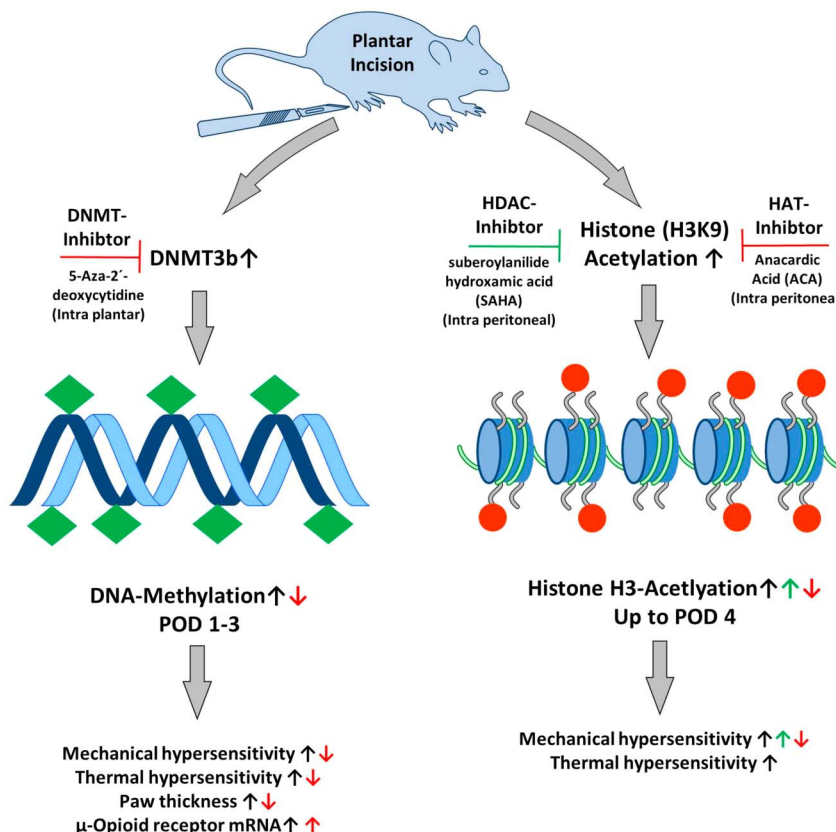 Plantar
Incision
DNMT-
Inhibtor
DNMT3b↑
5-Aza-2´-
deoxycytidine
(Intra plantar)
HDAC-
Inhibtor
suberoylanilide
hydroxamic acid
(SAHA)
(Intra peritoneal)
Histone (H3K9)
Acetylation ↑
HAT-
Inhibtor
Anacardic
Acid (ACA)
(Intra peritonea
DNA-Methylation↑↓
POD 1-3
Histone H3-Acetlyation↑↑↓
Up to POD 4
Mechanical hypersensitivity ↑↓
Thermal hypersensitivity ↑↓
Paw thickness ↑↓
µ-Opioid receptor mRNA↑↑
Mechanical hypersensitivity ↑↑↓
Thermal hypersensitivity ↑